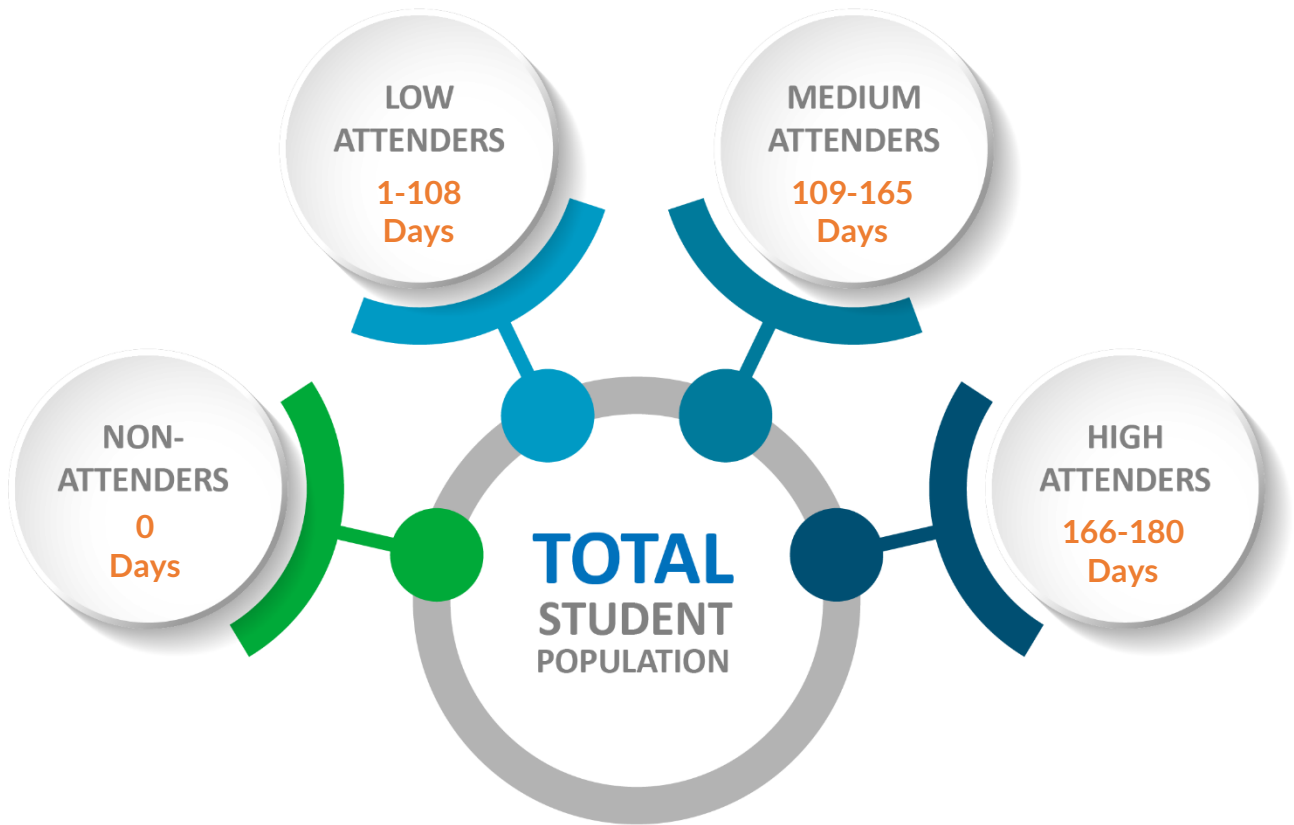 LOW
ATTENDERS
1-108
Days
MEDIUM
ATTENDERS
109-165
Days
NON-
ATTENDERS
0
Days
HIGH
ATTENDERS
166-180
Days
TOTAL
STUDENT
POPULATION